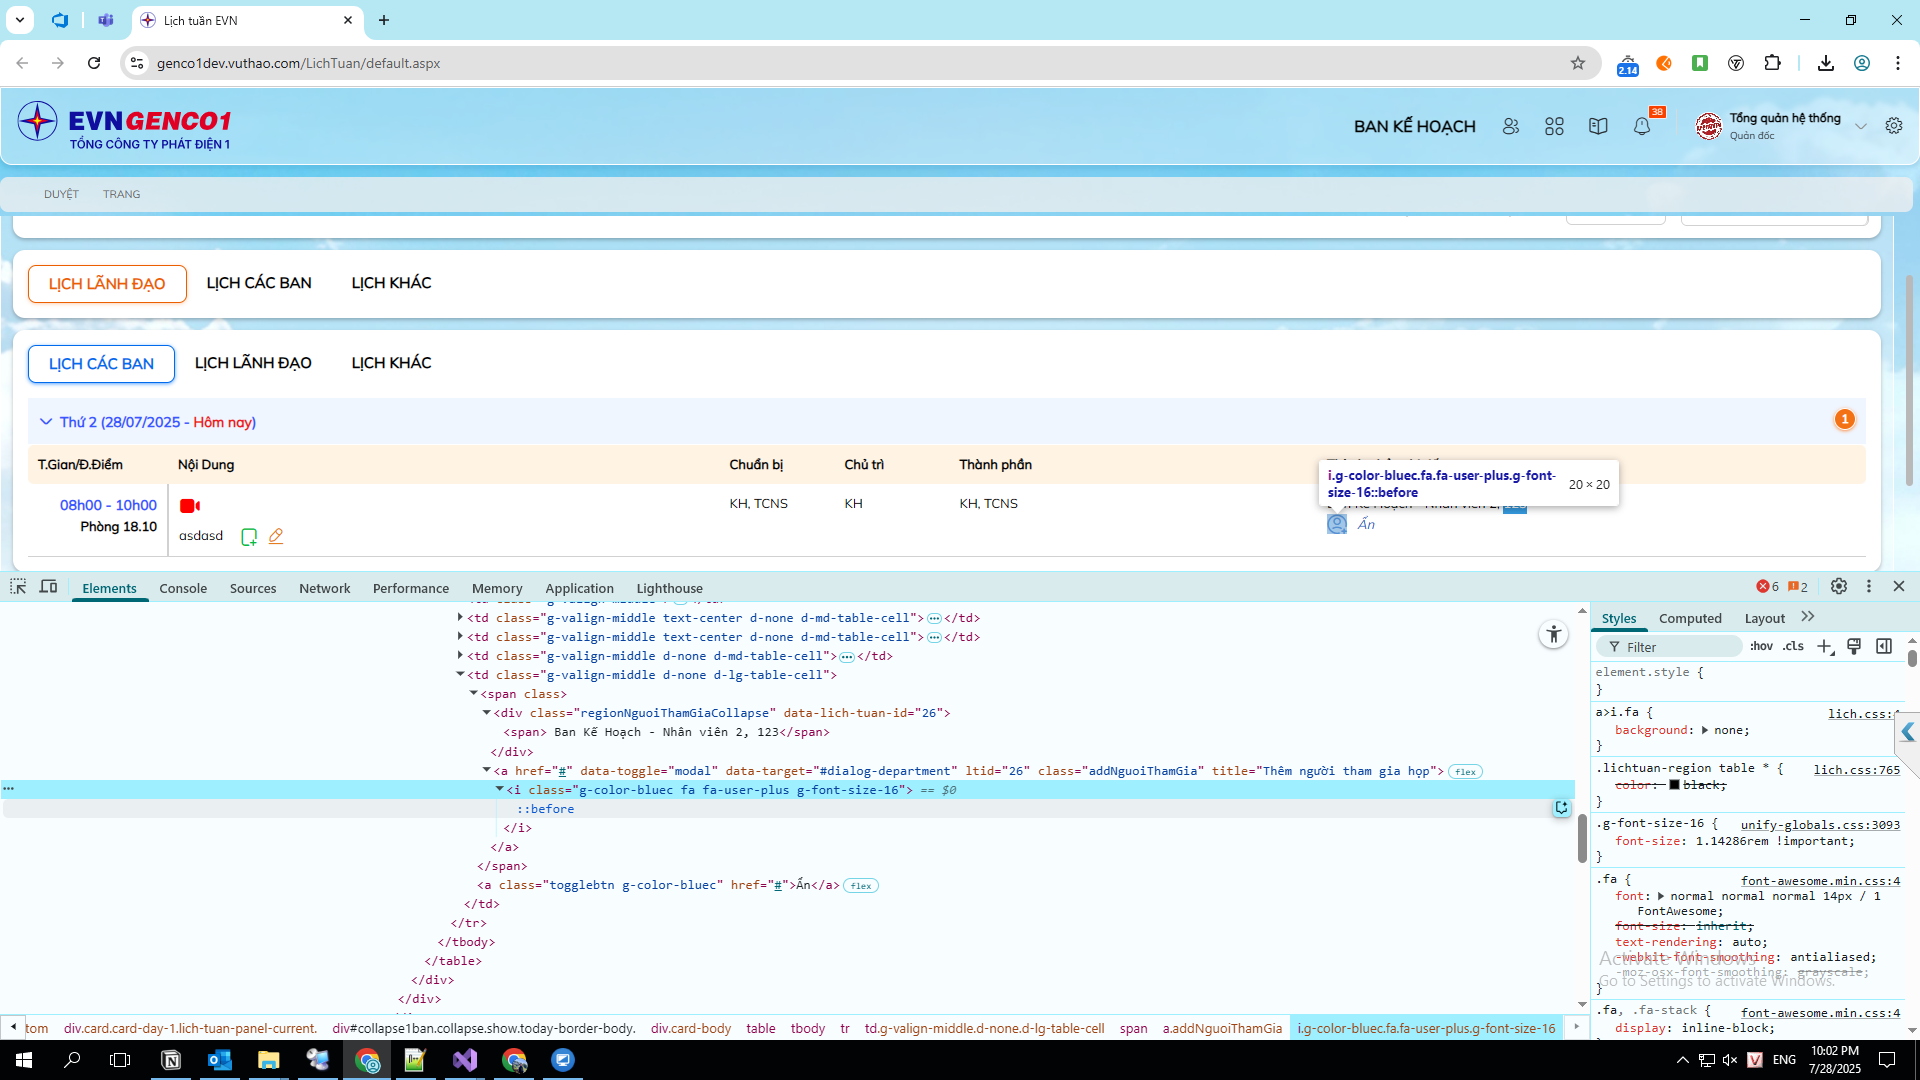 Lịch tuần EVN
genco1dev.vuthao.com/LichTuan/default.aspx
2.14
EVNGENCO1
TỔNG CÔNG TY PHÁT ĐIỆN 1
BAN KẾ HOẠCH
38
Tổng quản hệ thống
Quản đốc
DUYỆT
TRANG
LỊCH LÃNH ĐẠO
LỊCH CÁC BAN
LỊCH KHÁC
LỊCH CÁC BAN
LỊCH LÃNH ĐẠO
LỊCH KHÁC
Thứ 2 (28/07/2025 - Hôm nay)
1
T.Gian/Đ.Điểm
Nội Dung
Chuẩn bị
Chủ trì
Thành phần
08h00 - 10h00
Phòng 18.10
asdasd
KH, TCNS
KH
KH, TCNS
i.g-color-bluec.fa.fa-user-plus.g-font-
size-16::before
20 × 20
Ẩn
Elements
Console
Sources
Network
Performance
Memory
Application
Lighthouse
6
2
<td class="g-valign-middle text-center d-none d-md-table-cell">…</td>
<td class="g-valign-middle text-center d-none d-md-table-cell">…</td>
<td class="g-valign-middle d-none d-md-table-cell">…</td>
<td class="g-valign-middle d-none d-lg-table-cell">
<span class>
<div class="regionNguoiThamGiaCollapse" data-lich-tuan-id="26">
<span> Ban Kế Hoạch - Nhân viên 2, 123</span>
</div>
<a href="#" data-toggle="modal" data-target="#dialog-department" ltid="26" class="addNguoiThamGia" title="Thêm người tham gia họp"> flex
<i class="g-color-bluec fa fa-user-plus g-font-size-16"> == $0
::before
</i>
</a>
</span>
<a class="togglebtn g-color-bluec" href="#">Ẩn</a> flex
</td>
</tr>
</tbody>
</table>
</div>
</div>
tom
div.card.card-day-1.lich-tuan-panel-current.
div#collapse1ban.collapse.show.today-border-body.
div.card-body
table
tbody
tr
td.g-valign-middle.d-none.d-lg-table-cell
span
a.addNguoiThamGia
i.g-color-bluec.fa.fa-user-plus.g-font-size-16
Styles
Computed
Layout
Filter
:hov
.cls
element.style {
}
a>i.fa {
lich.css:4
background: none;
}
.lichtuan-region table * {
lich.css:765
color: black;
}
.g-font-size-16 {
unify-globals.css:3093
font-size: 1.14286rem !important;
}
.fa {
font-awesome.min.css:4
font: normal normal normal 14px / 1
FontAwesome;
font-size: inherit;
text-rendering: auto;
-webkit-font-smoothing: antialiased;
-moz-osx-font-smoothing: grayscale;
}
.fa, .fa-stack {
font-awesome.min.css:4
display: inline-block;
Activate Windows
Go to Settings to activate Windows.
ENG
10:02 PM
7/28/2025